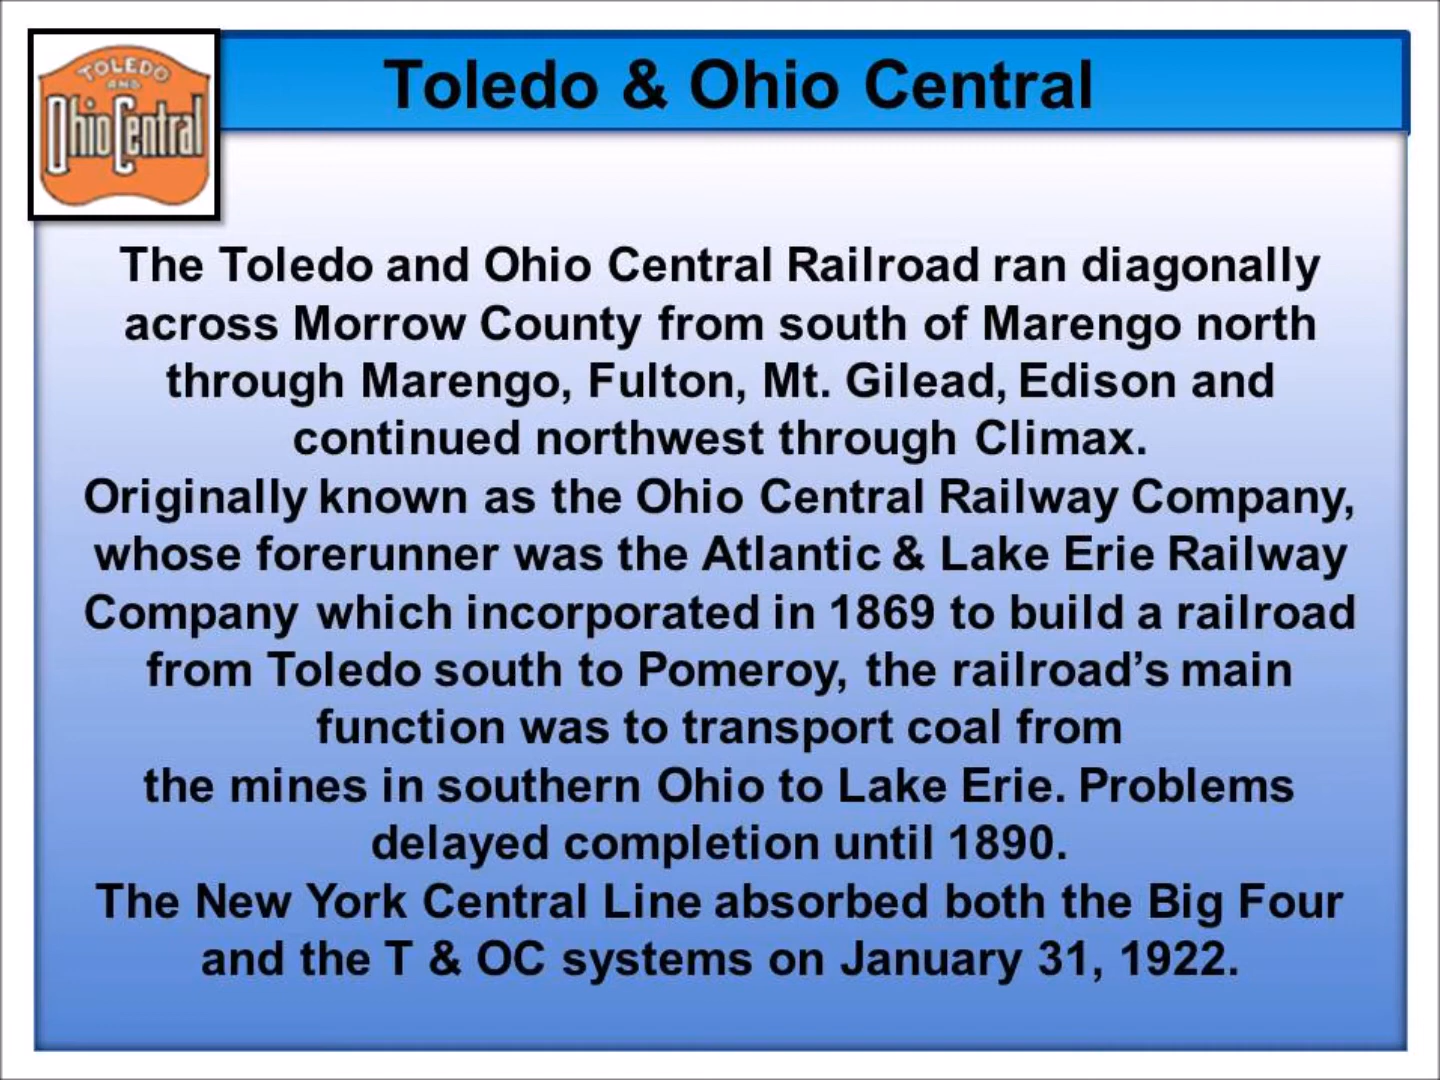 TOLEDO
AND
Ohio Central
Toledo & Ohio Central
The Toledo and Ohio Central Railroad ran diagonally
across Morrow County from south of Marengo north
through Marengo, Fulton, Mt. Gilead, Edison and
continued northwest through Climax.
Originally known as the Ohio Central Railway Company,
whose forerunner was the Atlantic & Lake Erie Railway
Company which incorporated in 1869 to build a railroad
from Toledo south to Pomeroy, the railroad’s main
function was to transport coal from
the mines in southern Ohio to Lake Erie. Problems
delayed completion until 1890.
The New York Central Line absorbed both the Big Four
and the T & OC systems on January 31, 1922.